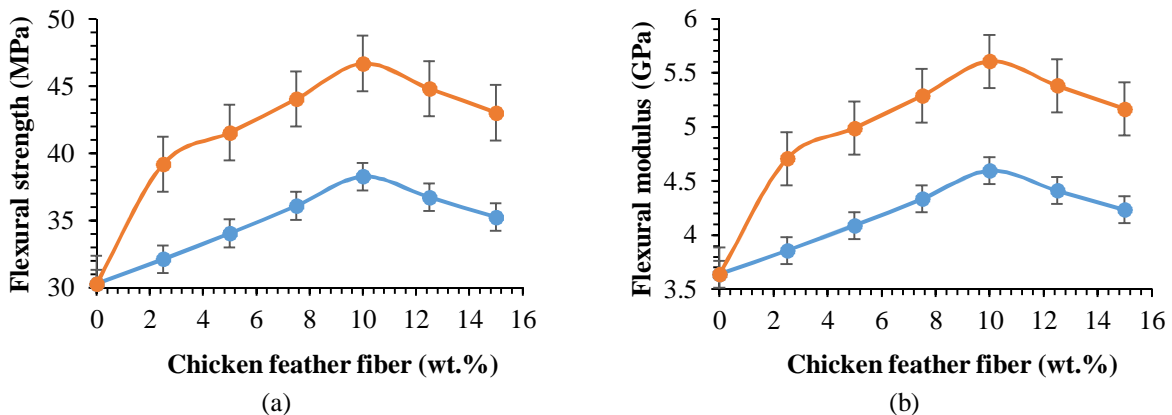 Flexural strength (MPa)
50
45
40
35
30
0 2 4 6 8 10 12 14 16
Chicken feather fiber (wt.%)
(a)
Flexural modulus (GPa)
6
5.5
5
4.5
4
3.5
0 2 4 6 8 10 12 14 16
Chicken feather fiber (wt.%)
(b)